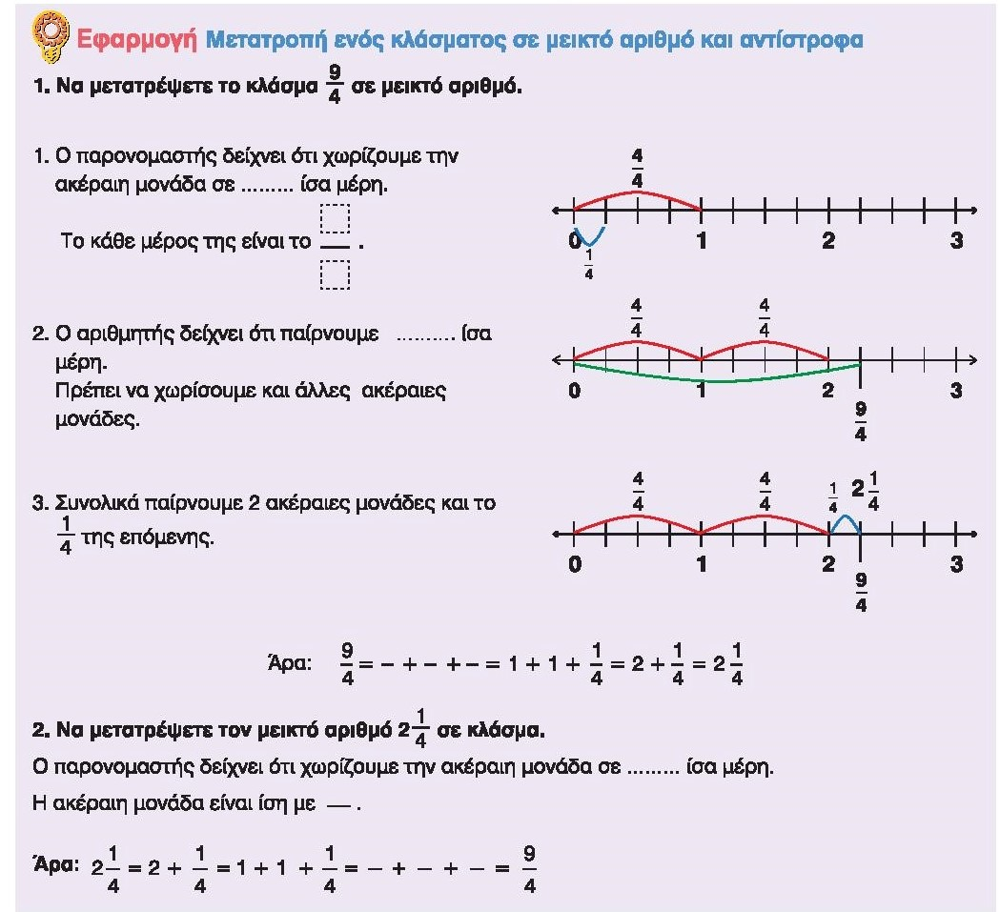 Εφαρμογή Μετατροπή ενός κλάσματος σε μεικτό αριθμό και αντίστροφα
1. Να μετατρέψετε το κλάσμα 9/4 σε μεικτό αριθμό.
1. Ο παρονομαστής δείχνει ότι χωρίζουμε την
ακέραιη μονάδα σε ......... ίσα μέρη.
Το κάθε μέρος της είναι το — .
4/4
0 1 2 3
1/4
2. Ο αριθμητής δείχνει ότι παίρνουμε .......... ίσα
μέρη.
Πρέπει να χωρίσουμε και άλλες ακέραιες
μονάδες.
4/4 4/4
0 1 2 3
9/4
3. Συνολικά παίρνουμε 2 ακέραιες μονάδες και το
1/4 της επόμενης.
4/4 4/4 1/4 2 1/4
0 1 2 3
9/4
Άρα: 9/4 = – + – + – = 1 + 1 + 1/4 = 2 + 1/4 = 2 1/4
2. Να μετατρέψετε τον μεικτό αριθμό 2 1/4 σε κλάσμα.
Ο παρονομαστής δείχνει ότι χωρίζουμε την ακέραιη μονάδα σε ......... ίσα μέρη.
Η ακέραιη μονάδα είναι ίση με — .
Άρα: 2 1/4 = 2 + 1/4 = 1 + 1 + 1/4 = – + – + – = 9/4